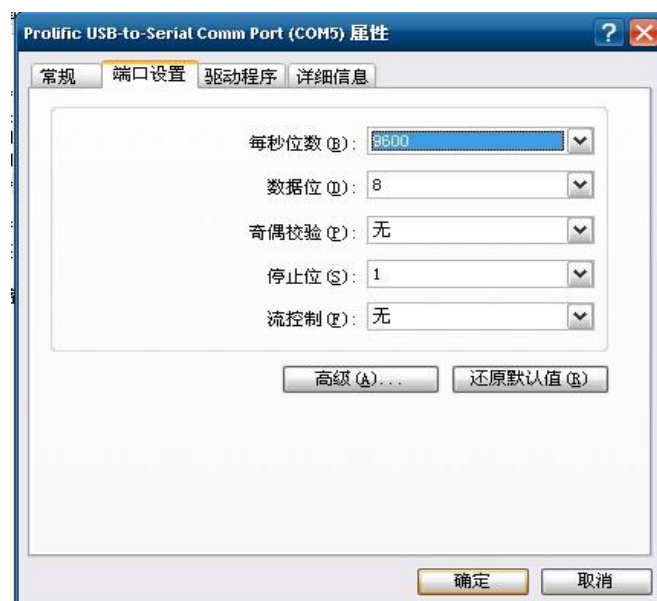 Prolific USB-to-Serial Comm Port (COM5) 属性
常规 端口设置 驱动程序 详细信息
每秒位数(B): 9600
数据位(D): 8
奇偶校验(P): 无
停止位(S): 1
流控制(F): 无
高级(A)... 还原默认值(R)
确定 取消